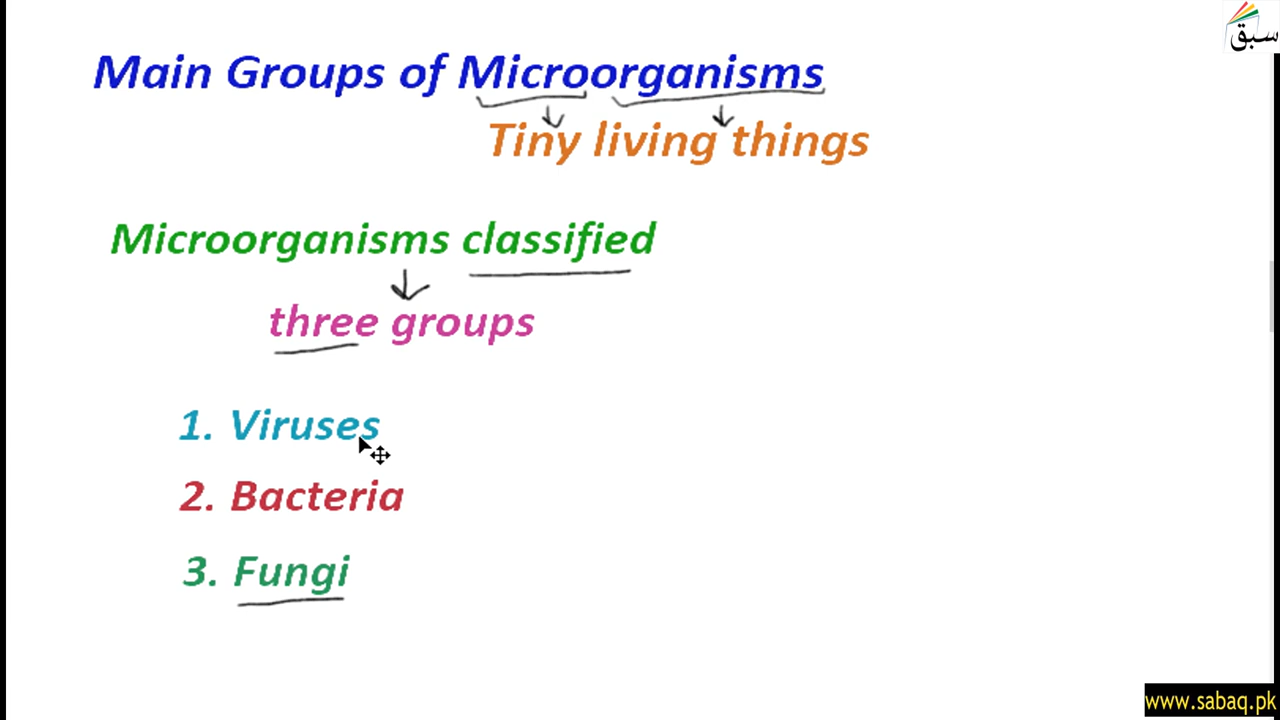 سبق
Main Groups of Microorganisms
Tiny living things
Microorganisms classified
three groups
1. Viruses
2. Bacteria
3. Fungi
www.sabaq.pk